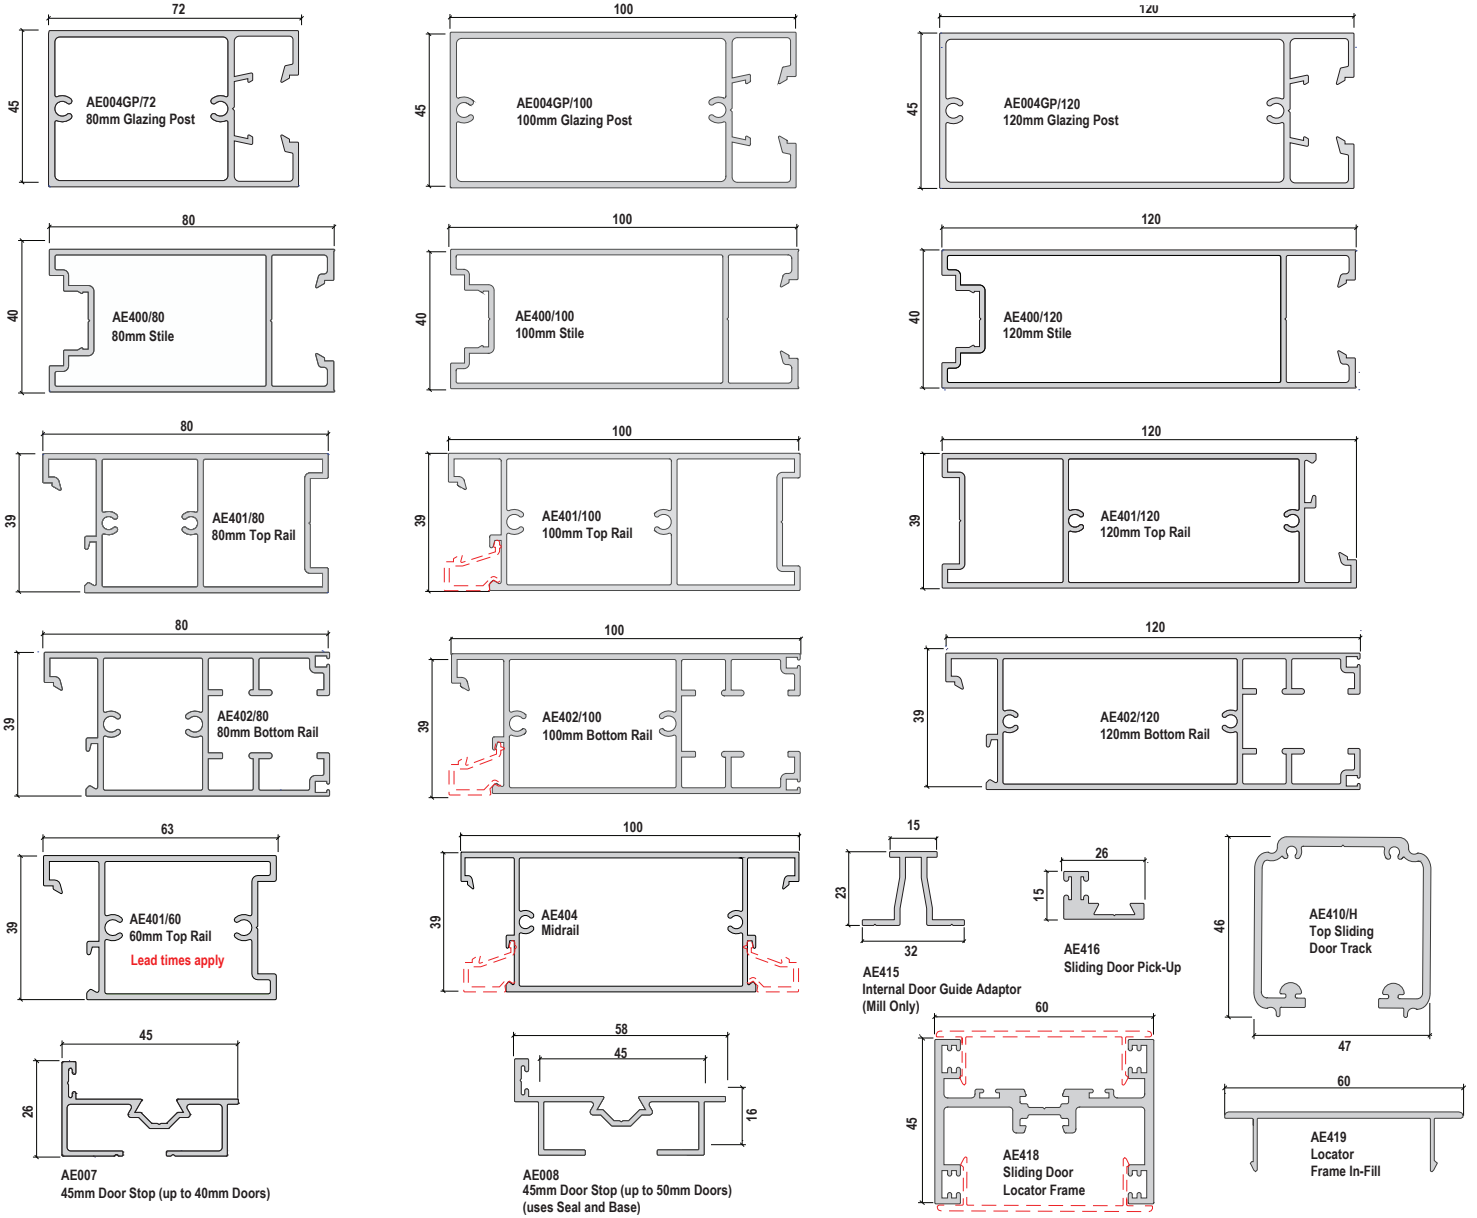 72
100
120
45
AE004GP/72
80mm Glazing Post
45
AE004GP/100
100mm Glazing Post
45
AE004GP/120
120mm Glazing Post
80
100
120
40
AE400/80
80mm Stile
40
AE400/100
100mm Stile
40
AE400/120
120mm Stile
80
100
120
39
AE401/80
80mm Top Rail
39
AE401/100
100mm Top Rail
39
AE401/120
120mm Top Rail
80
100
120
39
AE402/80
80mm Bottom Rail
39
AE402/100
100mm Bottom Rail
39
AE402/120
120mm Bottom Rail
63
100
39
AE401/60
60mm Top Rail
Lead times apply
39
AE404
Midrail
15
23
32
AE415
Internal Door Guide Adaptor
(Mill Only)
26
15
AE416
Sliding Door Pick-Up
46
AE410/H
Top Sliding
Door Track
47
45
26
AE007
45mm Door Stop (up to 40mm Doors)
58
45
16
AE008
45mm Door Stop (up to 50mm Doors)
(uses Seal and Base)
60
45
AE418
Sliding Door
Locator Frame
60
AE419
Locator
Frame In-Fill